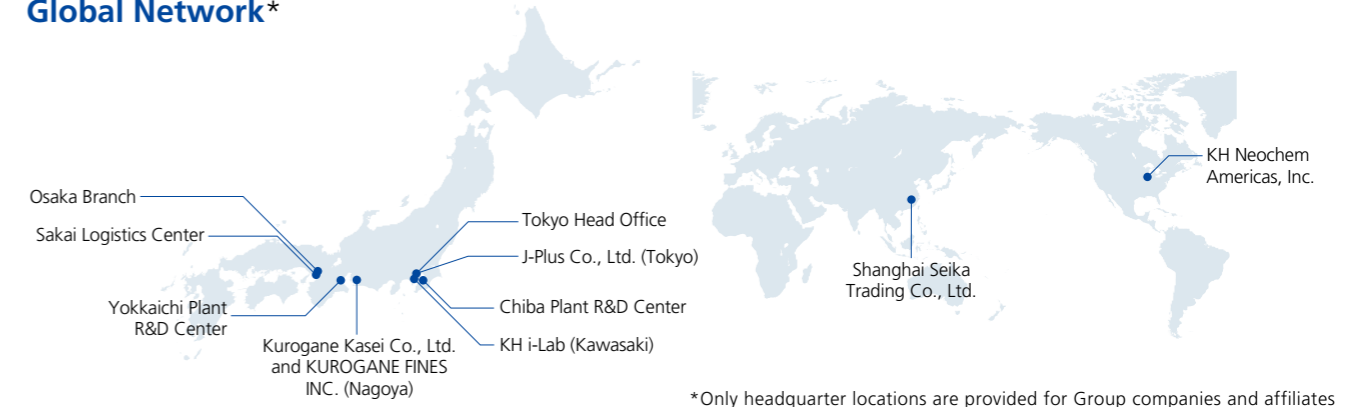 Global Network*
Osaka Branch
Sakai Logistics Center
Yokkaichi Plant
R&D Center
Kurogane Kasei Co., Ltd.
and KUROGANE FINES
INC. (Nagoya)
Tokyo Head Office
J-Plus Co., Ltd. (Tokyo)
Chiba Plant R&D Center
KH i-Lab (Kawasaki)
Shanghai Seika
Trading Co., Ltd.
KH Neochem
Americas, Inc.
*Only headquarter locations are provided for Group companies and affiliates